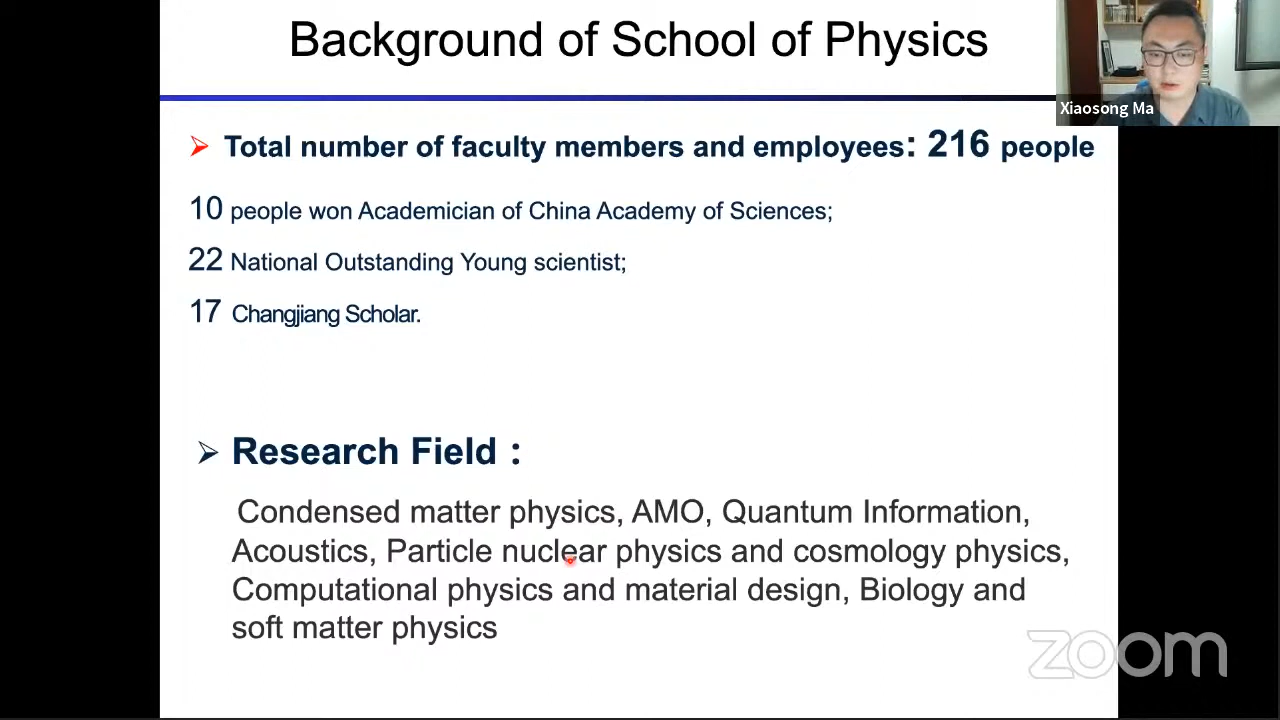 Background of School of Physics
Xiaosong Ma
➢ Total number of faculty members and employees: 216 people
10 people won Academician of China Academy of Sciences;
22 National Outstanding Young scientist;
17 Changjiang Scholar.
➢ Research Field：
Condensed matter physics, AMO, Quantum Information,
Acoustics, Particle nuclear physics and cosmology physics,
Computational physics and material design, Biology and
soft matter physics
zoom